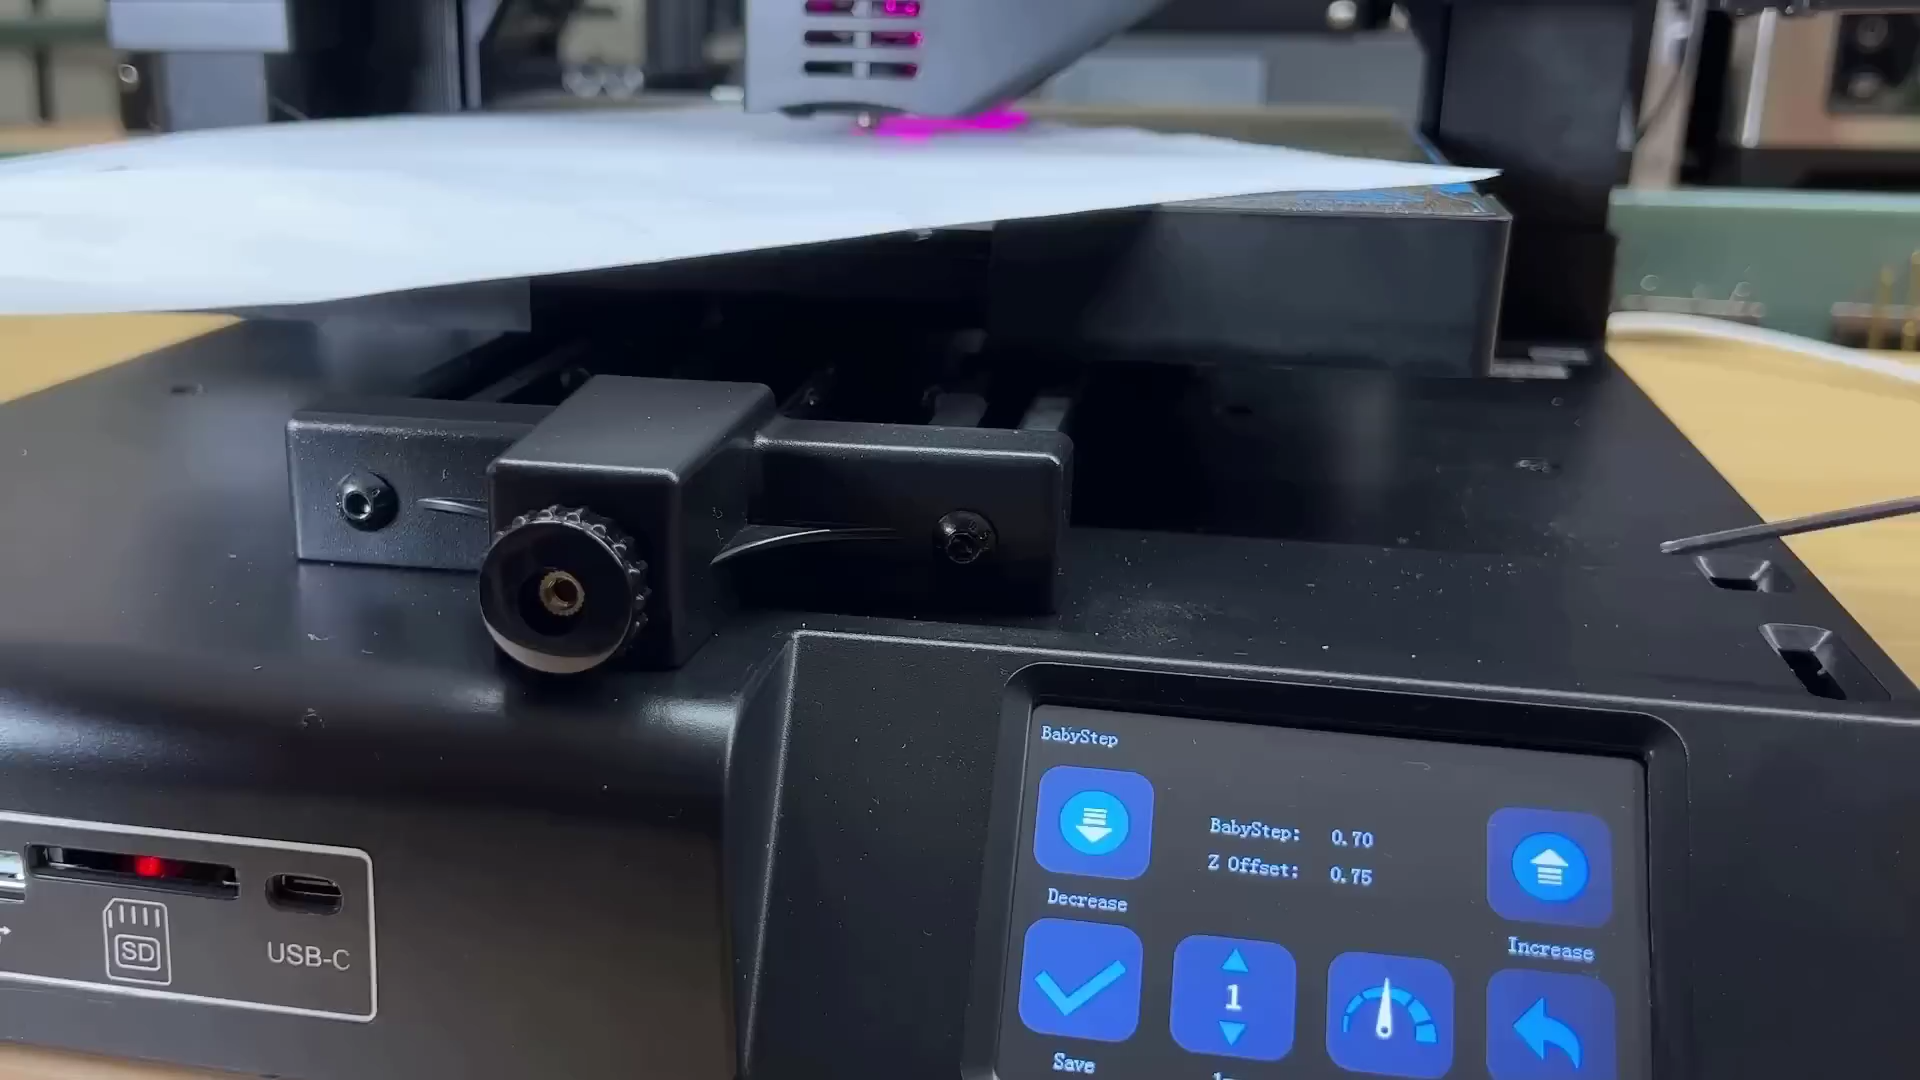 BabyStep
BabyStep: 0.70
Z Offset: 0.75
Decrease
Increase
1
Save
SD
USB-C